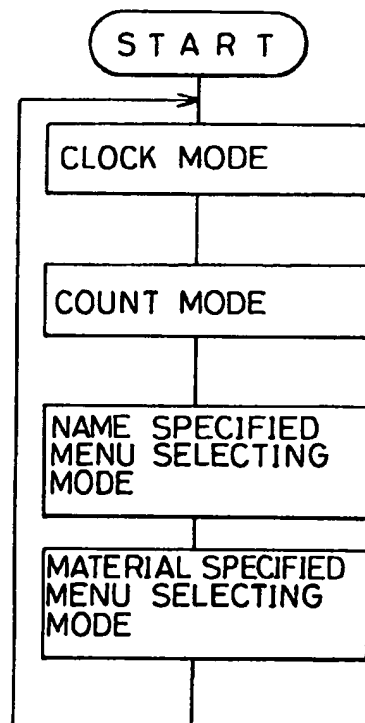 START
CLOCK MODE
COUNT MODE
NAME SPECIFIED
MENU SELECTING
MODE
MATERIAL SPECIFIED
MENU SELECTING
MODE